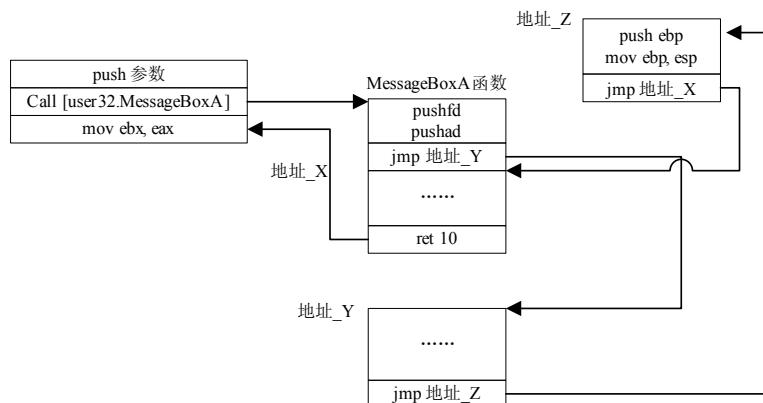 push 参数
Call [user32.MessageBoxA]
mov ebx, eax
地址_X
MessageBoxA函数
pushfd
pushad
jmp 地址_Y
……
ret 10
地址_Z
push ebp
mov ebp, esp
jmp 地址_X
地址_Y
……
jmp 地址_Z